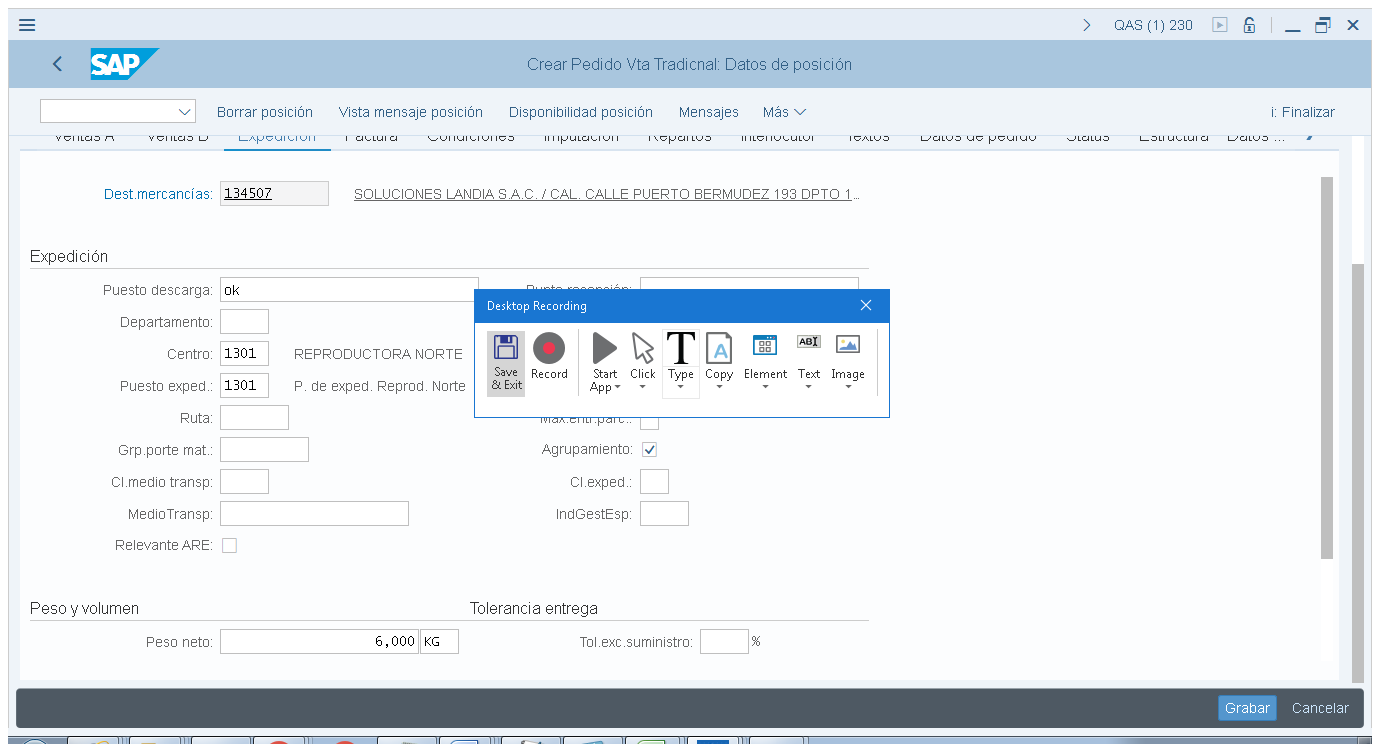 QAS (1) 230
SAP
Crear Pedido Vta Tradicnal: Datos de posición
Borrar posición Vista mensaje posición Disponibilidad posición Mensajes Más i: Finalizar
Ventas A Ventas B Expedición Factura Condiciones Imputación Repartos Interlocutor Textos Datos de pedido Status Estructura Datos ...
Dest.mercancías: 134507 SOLUCIONES LANDIA S.A.C. / CAL. CALLE PUERTO BERMUDEZ 193 DPTO 1...
Expedición
Puesto descarga: ok Punto recepción:
Desktop Recording
Departamento:
Centro: 1301 REPRODUCTORA NORTE
Save & Exit Record Start App Click Type Copy Element Text Image
Puesto exped.: 1301 P. de exped. Reprod. Norte
Ruta: Máx.entr.parc.:
Grp.porte mat.: Agrupamiento:
Cl.medio transp: Cl.exped.:
MedioTransp: IndGestEsp:
Relevante ARE:
Peso y volumen Tolerancia entrega
Peso neto: 6,000 KG Tol.exc.suministro: %
Grabar Cancelar